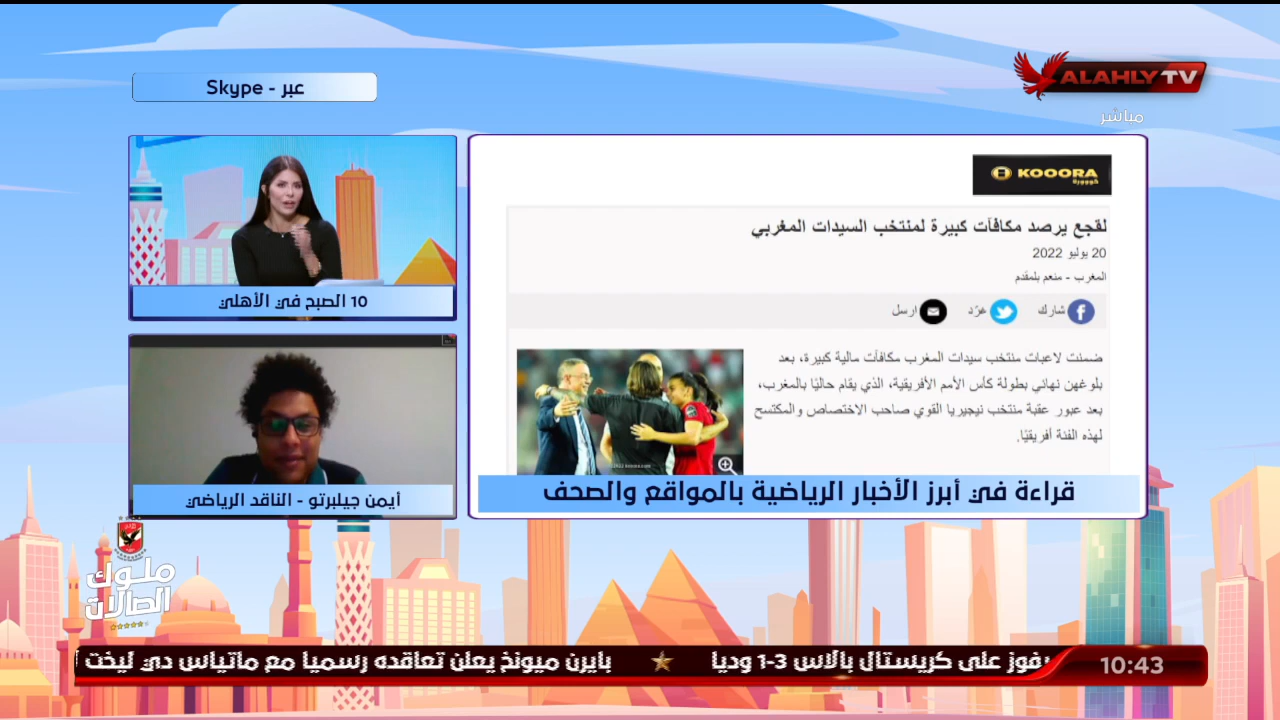 ALAHLY TV
مباشر
عبر - Skype
KOOORA
كووورة
لقجع يرصد مكافآت كبيرة لمنتخب السيدات المغربي
20 يوليو 2022
المغرب - منعم بلمقدم
شارك
غرّد
ارسل
ضمنت لاعبات منتخب سيدات المغرب مكافآت مالية كبيرة، بعد
بلوغهن نهائي بطولة كأس الأمم الأفريقية، الذي يقام حاليًا بالمغرب،
بعد عبور عقبة منتخب نيجيريا القوي صاحب الاختصاص والمكتسح
لهذه الفئة أفريقيًا.
10 الصبح في الأهلي
أيمن جيلبرتو - الناقد الرياضي
قراءة في أبرز الأخبار الرياضية بالمواقع والصحف
ملوك
الصالات
يفوز على كريستال بالاس 3-1 وديا
بايرن ميونخ يعلن تعاقده رسميا مع ماتياس دي ليخت
10:43